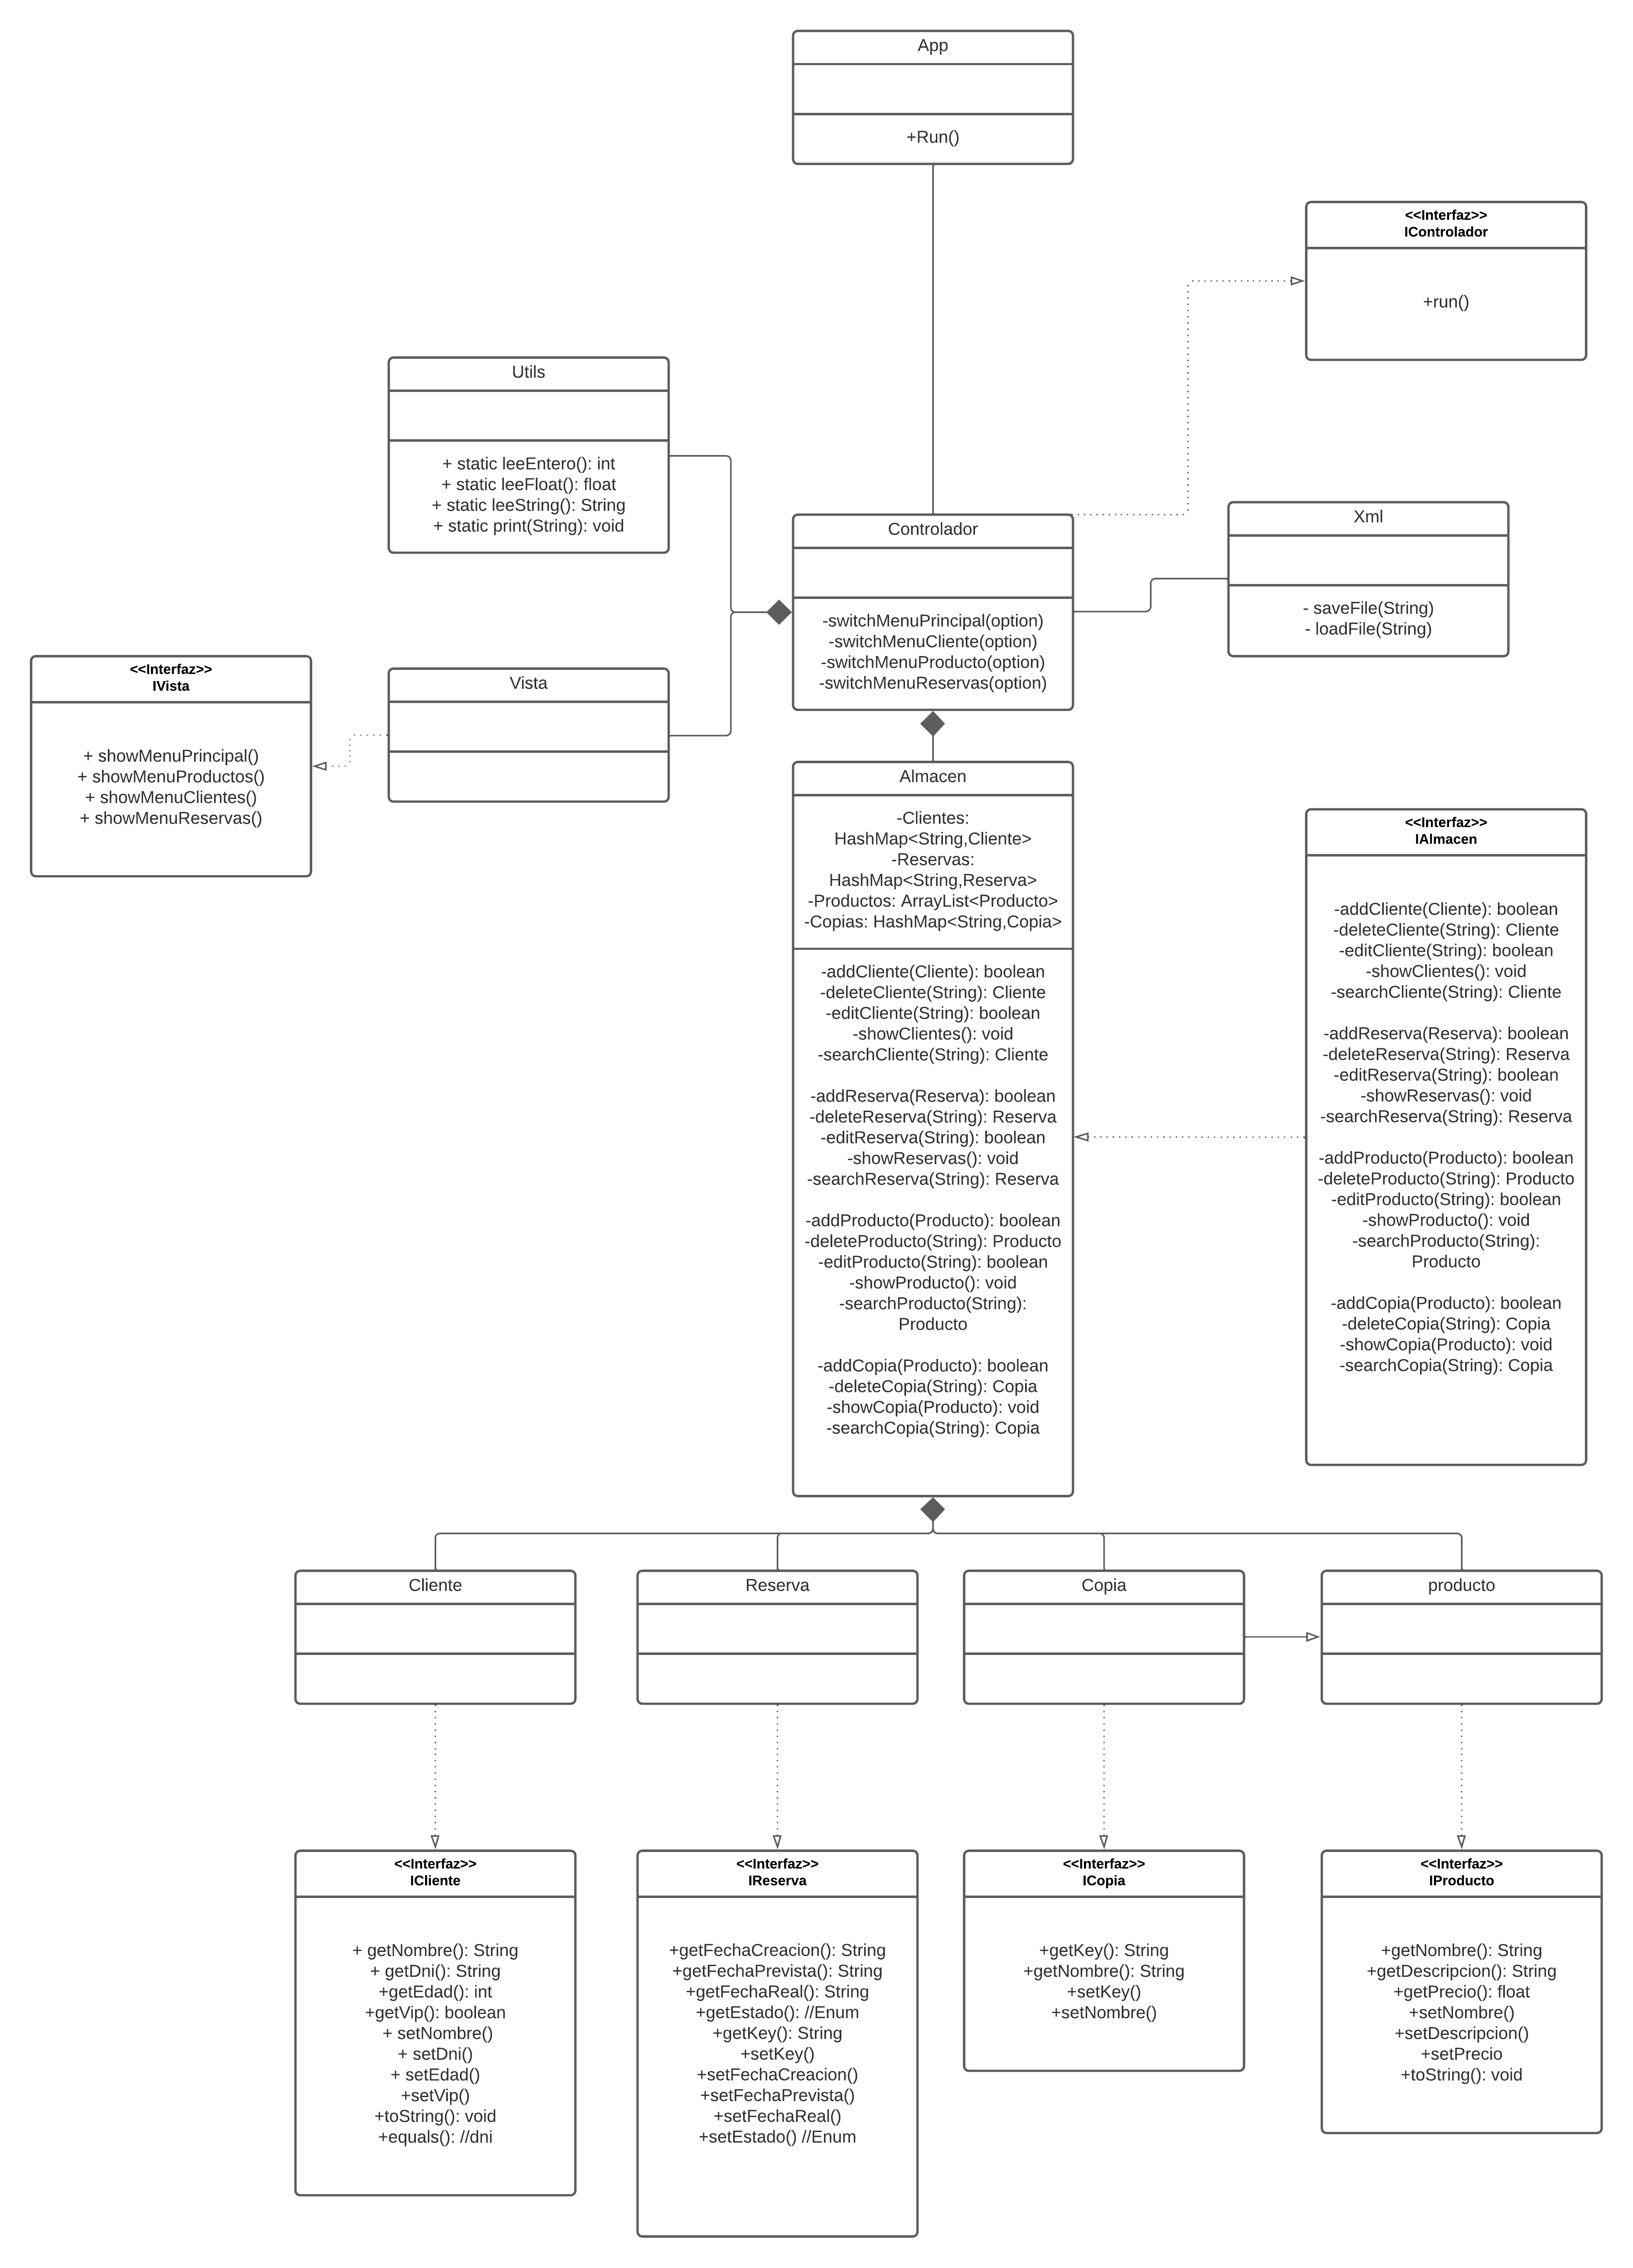 App
+Run()
<<Interfaz>>
IControlador
+run()
Utils
+ static leeEntero(): int
+ static leeFloat(): float
+ static leeString(): String
+ static print(String): void
Controlador
-switchMenuPrincipal(option)
-switchMenuCliente(option)
-switchMenuProducto(option)
-switchMenuReservas(option)
Xml
- saveFile(String)
- loadFile(String)
<<Interfaz>>
IVista
+ showMenuPrincipal()
+ showMenuProductos()
+ showMenuClientes()
+ showMenuReservas()
Vista
Almacen
-Clientes:
HashMap<String,Cliente>
-Reservas:
HashMap<String,Reserva>
-Productos: ArrayList<Producto>
-Copias: HashMap<String,Copia>
-addCliente(Cliente): boolean
-deleteCliente(String): Cliente
-editCliente(String): boolean
-showClientes(): void
-searchCliente(String): Cliente
-addReserva(Reserva): boolean
-deleteReserva(String): Reserva
-editReserva(String): boolean
-showReservas(): void
-searchReserva(String): Reserva
-addProducto(Producto): boolean
-deleteProducto(String): Producto
-editProducto(String): boolean
-showProducto(): void
-searchProducto(String):
Producto
-addCopia(Producto): boolean
-deleteCopia(String): Copia
-showCopia(Producto): void
-searchCopia(String): Copia
<<Interfaz>>
IAlmacen
-addCliente(Cliente): boolean
-deleteCliente(String): Cliente
-editCliente(String): boolean
-showClientes(): void
-searchCliente(String): Cliente
-addReserva(Reserva): boolean
-deleteReserva(String): Reserva
-editReserva(String): boolean
-showReservas(): void
-searchReserva(String): Reserva
-addProducto(Producto): boolean
-deleteProducto(String): Producto
-editProducto(String): boolean
-showProducto(): void
-searchProducto(String):
Producto
-addCopia(Producto): boolean
-deleteCopia(String): Copia
-showCopia(Producto): void
-searchCopia(String): Copia
Cliente
Reserva
Copia
producto
<<Interfaz>>
ICliente
+ getNombre(): String
+ getDni(): String
+getEdad(): int
+getVip(): boolean
+ setNombre()
+ setDni()
+ setEdad()
+setVip()
+toString(): void
+equals(): //dni
<<Interfaz>>
IReserva
+getFechaCreacion(): String
+getFechaPrevista(): String
+getFechaReal(): String
+getEstado(): //Enum
+getKey(): String
+setKey()
+setFechaCreacion()
+setFechaPrevista()
+setFechaReal()
+setEstado() //Enum
<<Interfaz>>
ICopia
+getKey(): String
+getNombre(): String
+setKey()
+setNombre()
<<Interfaz>>
IProducto
+getNombre(): String
+getDescripcion(): String
+getPrecio(): float
+setNombre()
+setDescripcion()
+setPrecio
+toString(): void